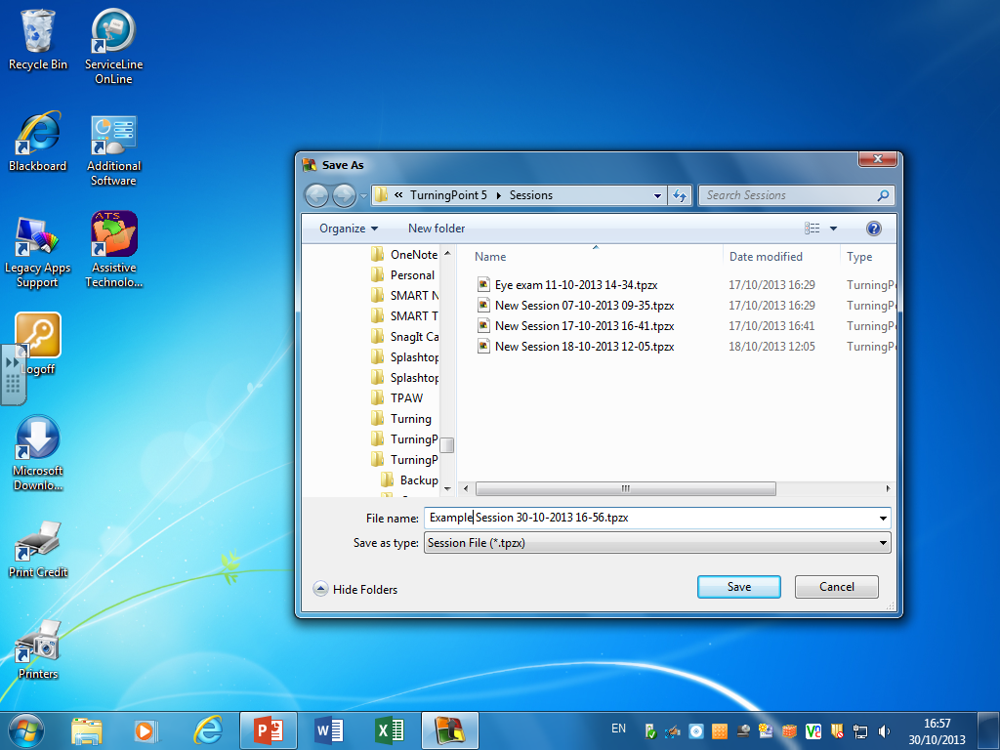 Recycle Bin
ServiceLine
OnLine
Blackboard
Additional
Software
Legacy Apps
Support
ATS
Assistive
Technolo...
Logoff
Microsoft
Downlo...
Print Credit
Printers
Save As
« TurningPoint 5 Sessions
Search Sessions
Organize New folder
OneNote
Personal
SMART N
SMART T
SnagIt Ca
Splashtop
Splashtop
TPAW
Turning
TurningP
TurningP
Backup
Name Date modified Type
Eye exam 11-10-2013 14-34.tpzx 17/10/2013 16:29 TurningPo
New Session 07-10-2013 09-35.tpzx 17/10/2013 16:29 TurningPo
New Session 17-10-2013 16-41.tpzx 17/10/2013 16:41 TurningPo
New Session 18-10-2013 12-05.tpzx 18/10/2013 12:05 TurningPo
File name: Example Session 30-10-2013 16-56.tpzx
Save as type: Session File (*.tpzx)
Hide Folders Save Cancel
EN
16:57
30/10/2013